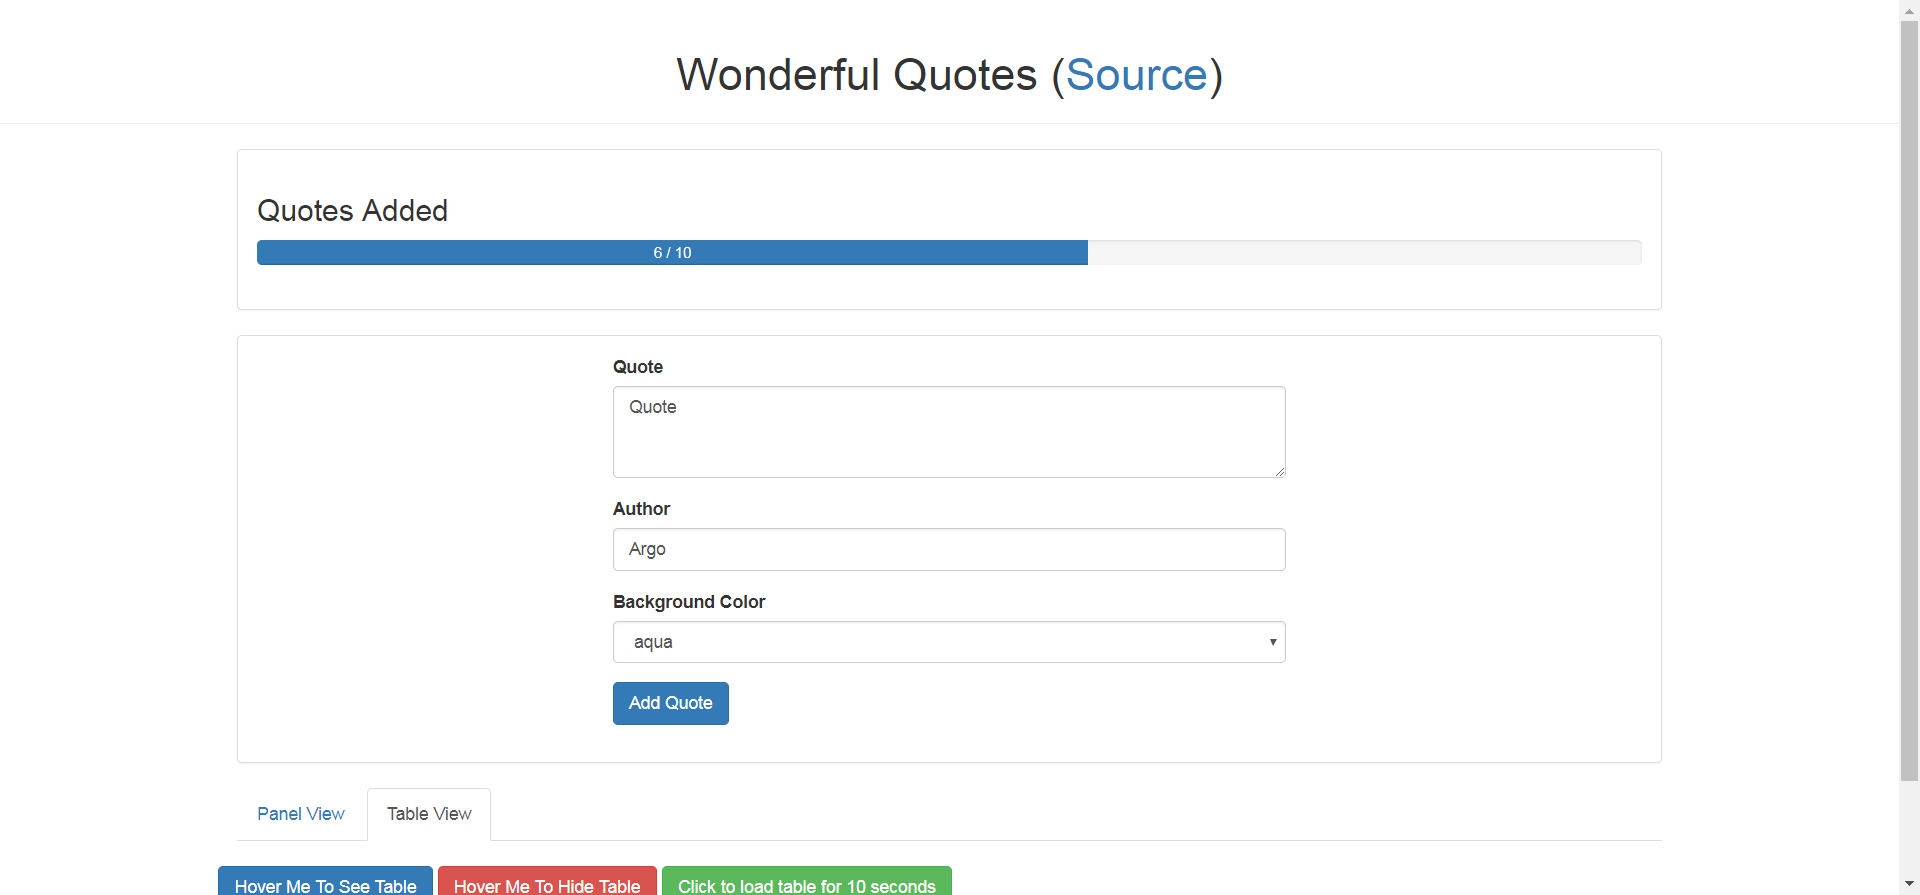 Wonderful Quotes (Source)
Quotes Added
6 / 10
Quote
Quote
Author
Argo
Background Color
aqua
Add Quote
Panel View
Table View
Hover Me To See Table
Hover Me To Hide Table
Click to load table for 10 seconds